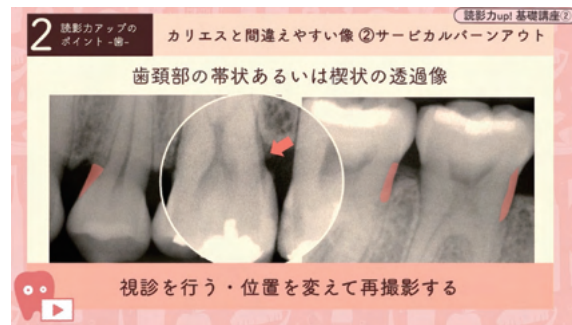 読影力up! 基礎講座②
2 読影力アップの
ポイント -歯-
カリエスと間違えやすい像 ②サービカルバーンアウト
歯頚部の帯状あるいは楔状の透過像
視診を行う・位置を変えて再撮影する